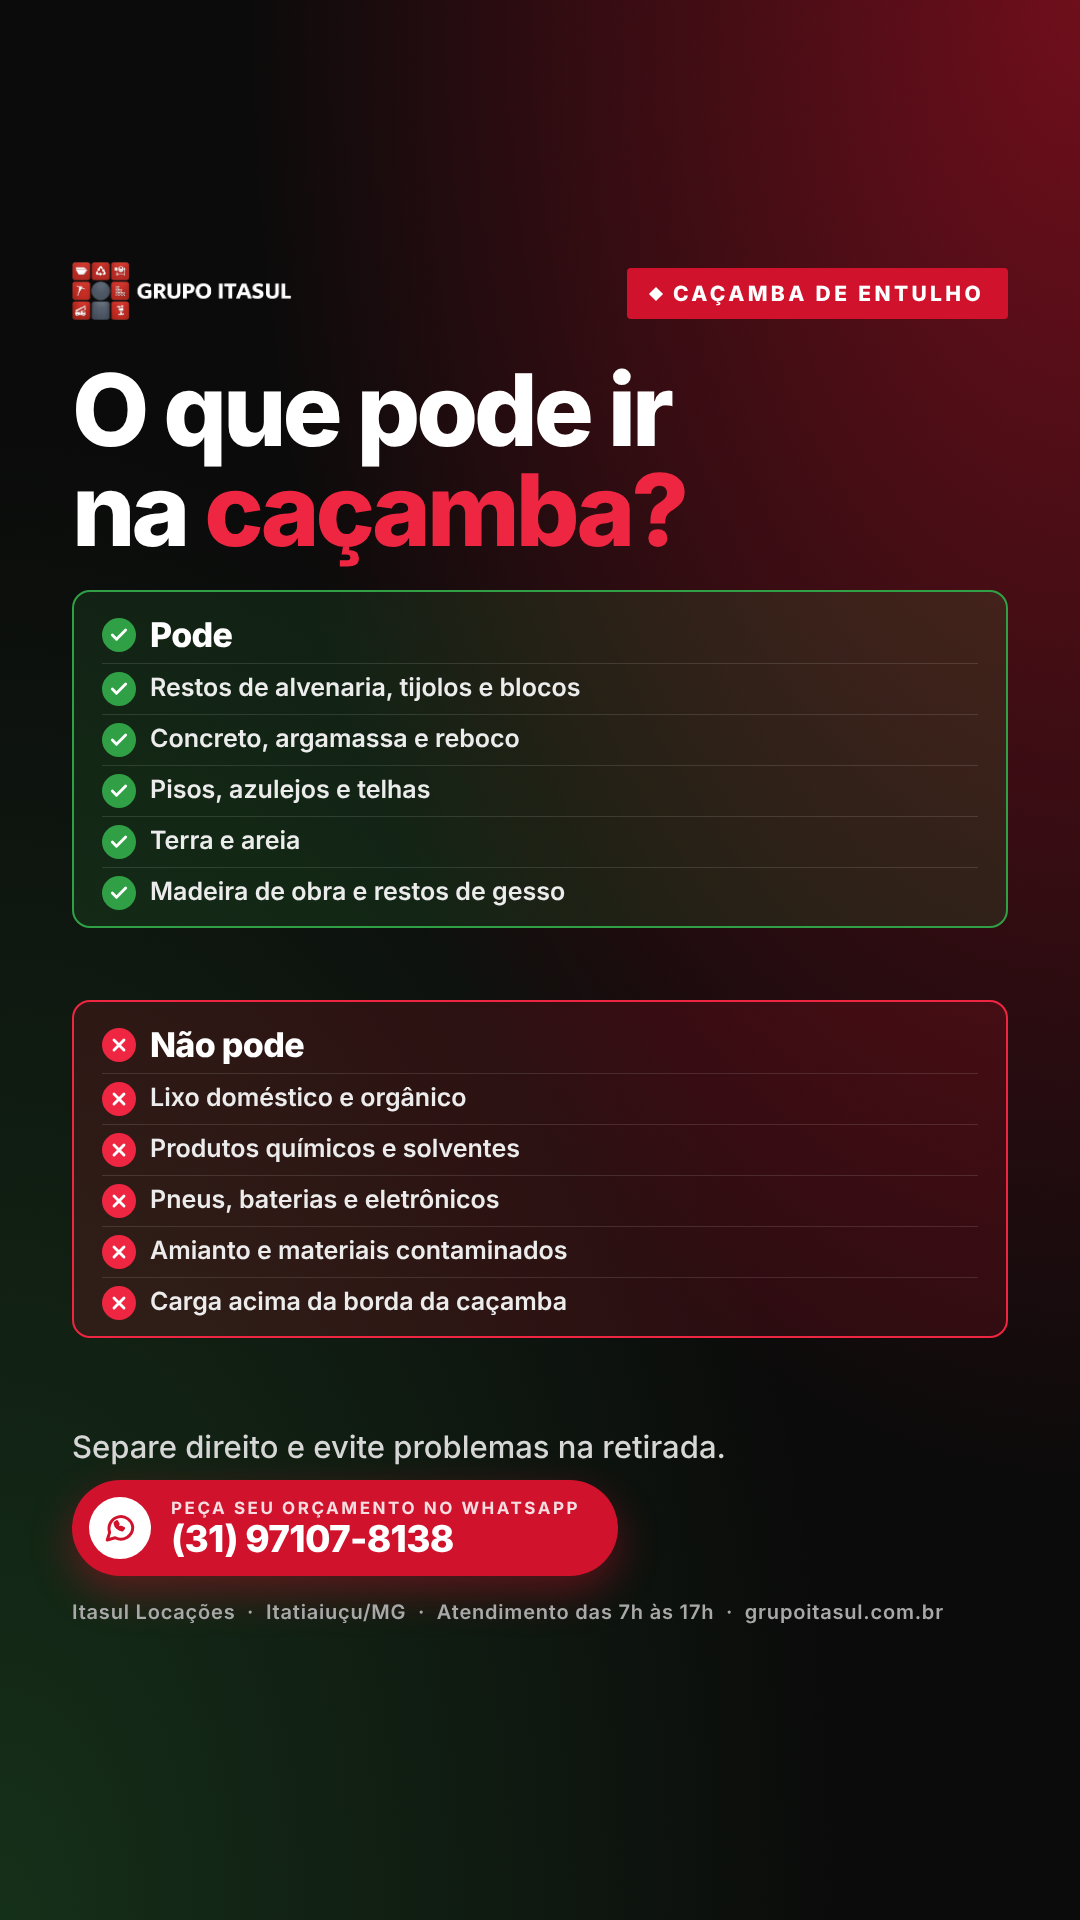 GRUPO ITASUL
CAÇAMBA DE ENTULHO
O que pode ir
na caçamba?
Pode
Restos de alvenaria, tijolos e blocos
Concreto, argamassa e reboco
Pisos, azulejos e telhas
Terra e areia
Madeira de obra e restos de gesso
Não pode
Lixo doméstico e orgânico
Produtos químicos e solventes
Pneus, baterias e eletrônicos
Amianto e materiais contaminados
Carga acima da borda da caçamba
Separe direito e evite problemas na retirada.
PEÇA SEU ORÇAMENTO NO WHATSAPP
(31) 97107-8138
Itasul Locações · Itatiaiuçu/MG · Atendimento das 7h às 17h · grupoitasul.com.br